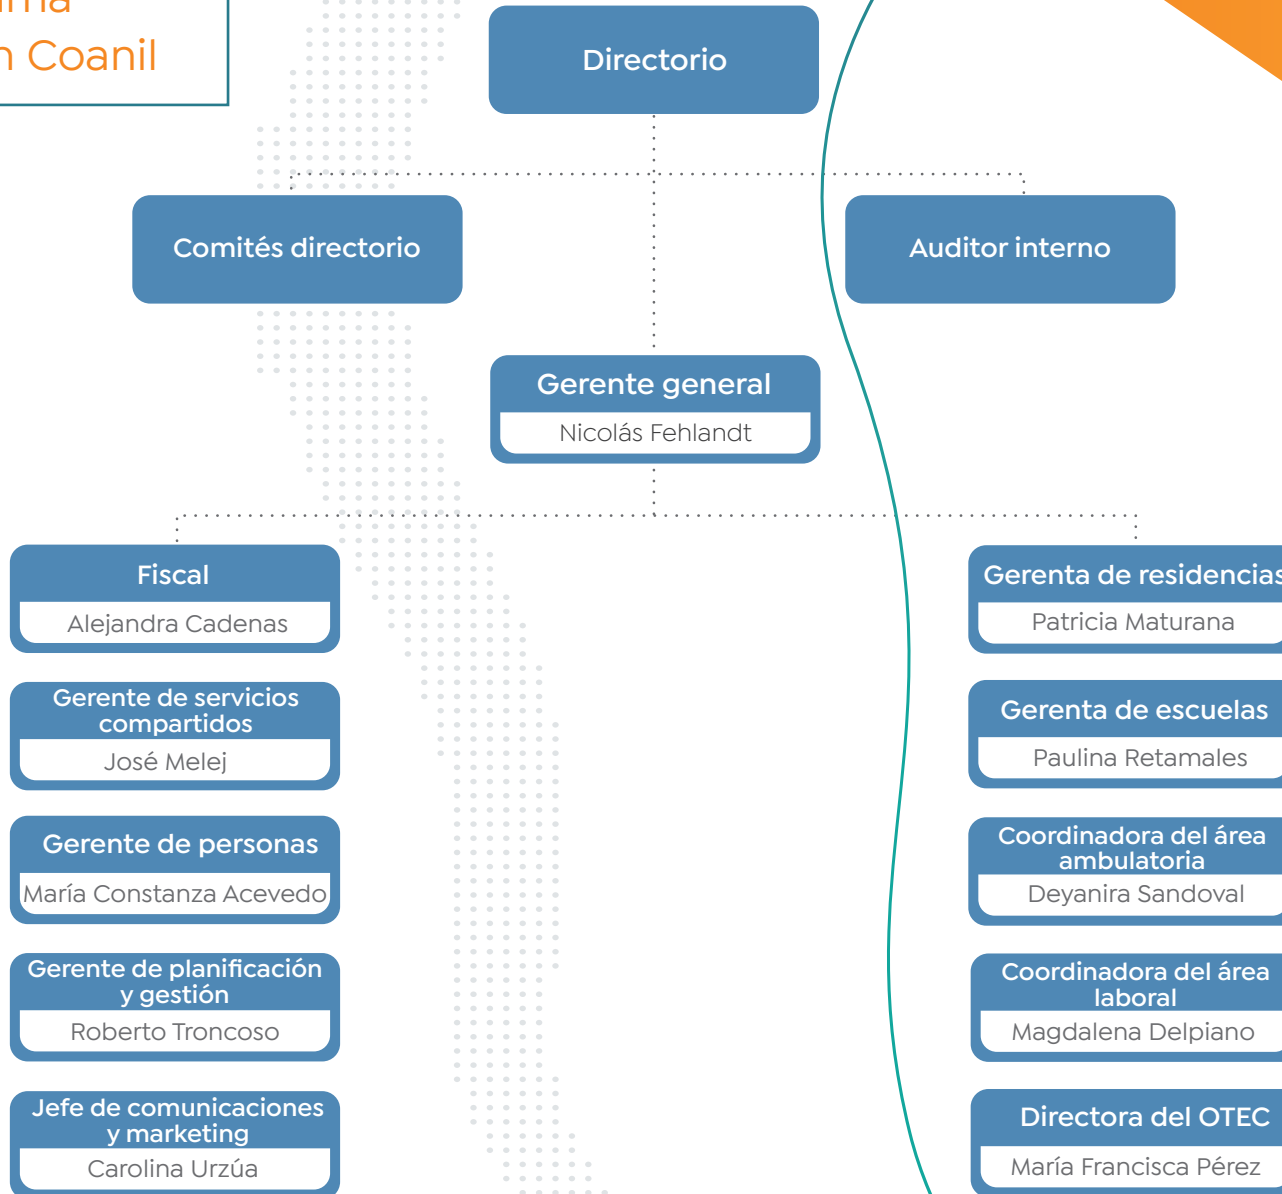 n Coanil
Directorio
Comités directorio
Auditor interno
Gerente general
Nicolás Fehlandt
Fiscal
Alejandra Cadenas
Gerente de servicios
compartidos
José Melej
Gerente de personas
María Constanza Acevedo
Gerente de planificación
y gestión
Roberto Troncoso
Jefe de comunicaciones
y marketing
Carolina Urzúa
Gerenta de residencias
Patricia Maturana
Gerenta de escuelas
Paulina Retamales
Coordinadora del área
ambulatoria
Deyanira Sandoval
Coordinadora del área
laboral
Magdalena Delpiano
Directora del OTEC
María Francisca Pérez